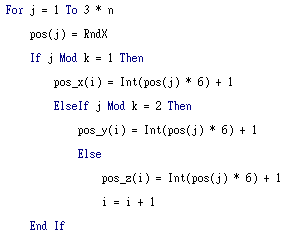 For j = 1 To 3 * n
pos(j) = RndX
If j Mod k = 1 Then
pos_x(i) = Int(pos(j) * 6) + 1
ElseIf j Mod k = 2 Then
pos_y(i) = Int(pos(j) * 6) + 1
Else
pos_z(i) = Int(pos(j) * 6) + 1
i = i + 1
End If